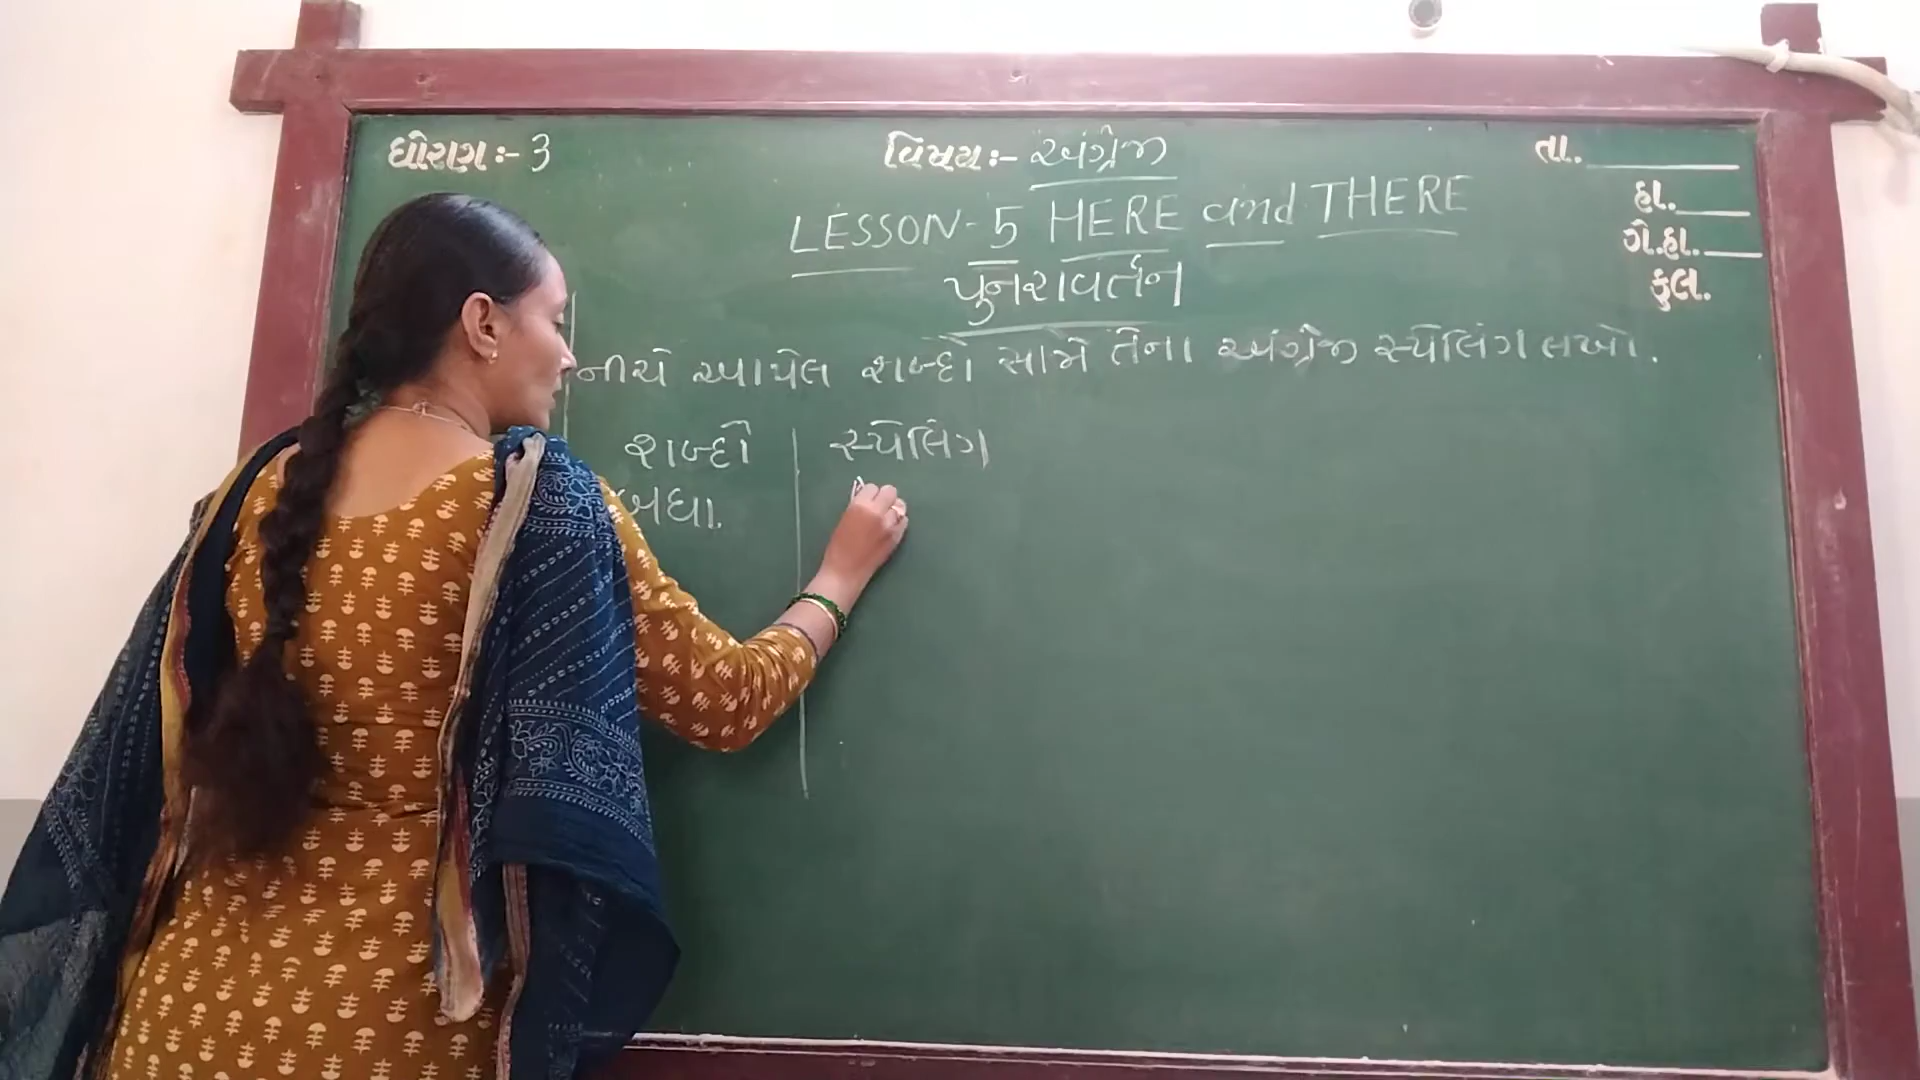 ધોરણઃ- 3 વિષયઃ- અંગ્રેજી તા.
હા.
ગે.હા.
કુલ.
LESSON-5 HERE and THERE
પુનરાવર્તન
નીચે આપેલ શબ્દો સામે તેના અંગ્રેજી સ્પેલિંગ લખો.
શબ્દો સ્પેલિંગ
બધા.